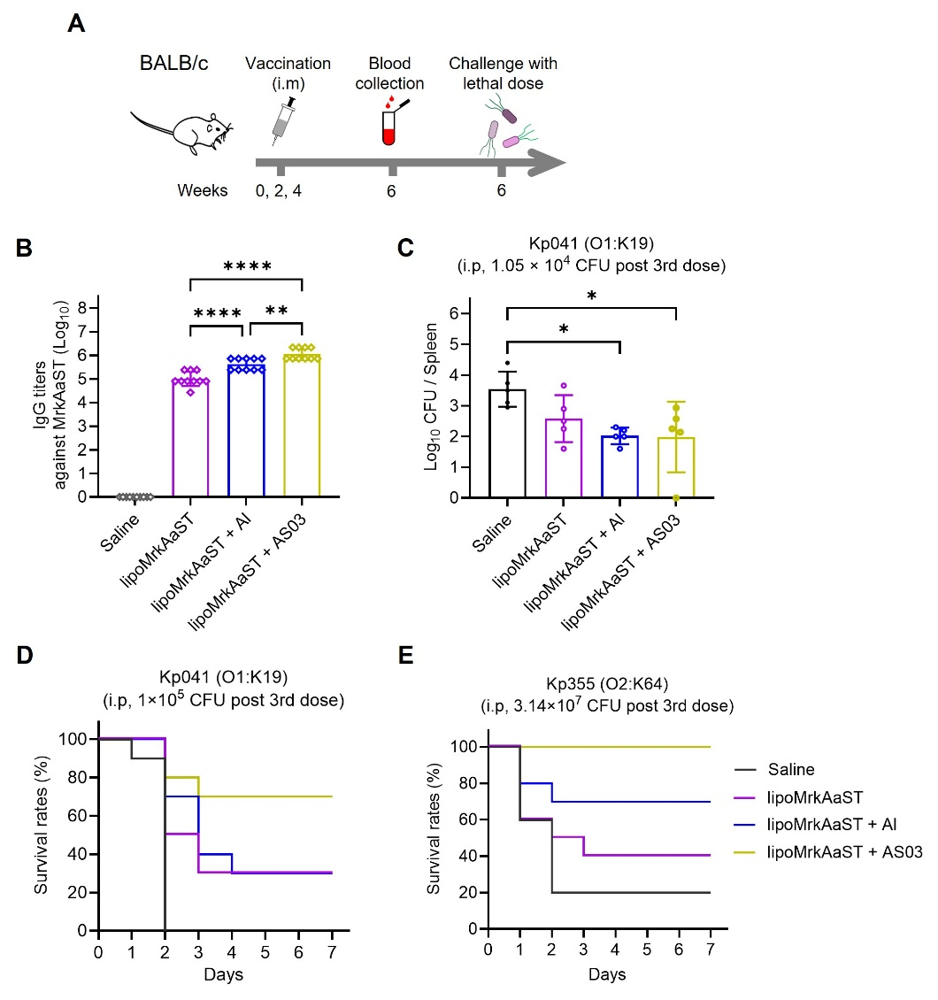 A
BALB/c
Vaccination
(i.m)
Blood
collection
Challenge with
lethal dose
Weeks
0, 2, 4
6
6
B
IgG titers
against MrkAaST (Log10)
8
7
6
5
4
3
2
1
0
****
****
**
Saline
lipoMrkAaST
lipoMrkAaST + Al
lipoMrkAaST + AS03
C
Kp041 (O1:K19)
(i.p, 1.05 × 10⁴ CFU post 3rd dose)
Log10 CFU / Spleen
6
5
4
3
2
1
0
*
*
Saline
lipoMrkAaST
lipoMrkAaST + Al
lipoMrkAaST + AS03
D
Kp041 (O1:K19)
(i.p, 1×10⁵ CFU post 3rd dose)
Survival rates (%)
100
80
60
40
20
0
0 1 2 3 4 5 6 7
Days
E
Kp355 (O2:K64)
(i.p, 3.14×10⁷ CFU post 3rd dose)
Survival rates (%)
100
80
60
40
20
0
0 1 2 3 4 5 6 7
Days
Saline
lipoMrkAaST
lipoMrkAaST + Al
lipoMrkAaST + AS03